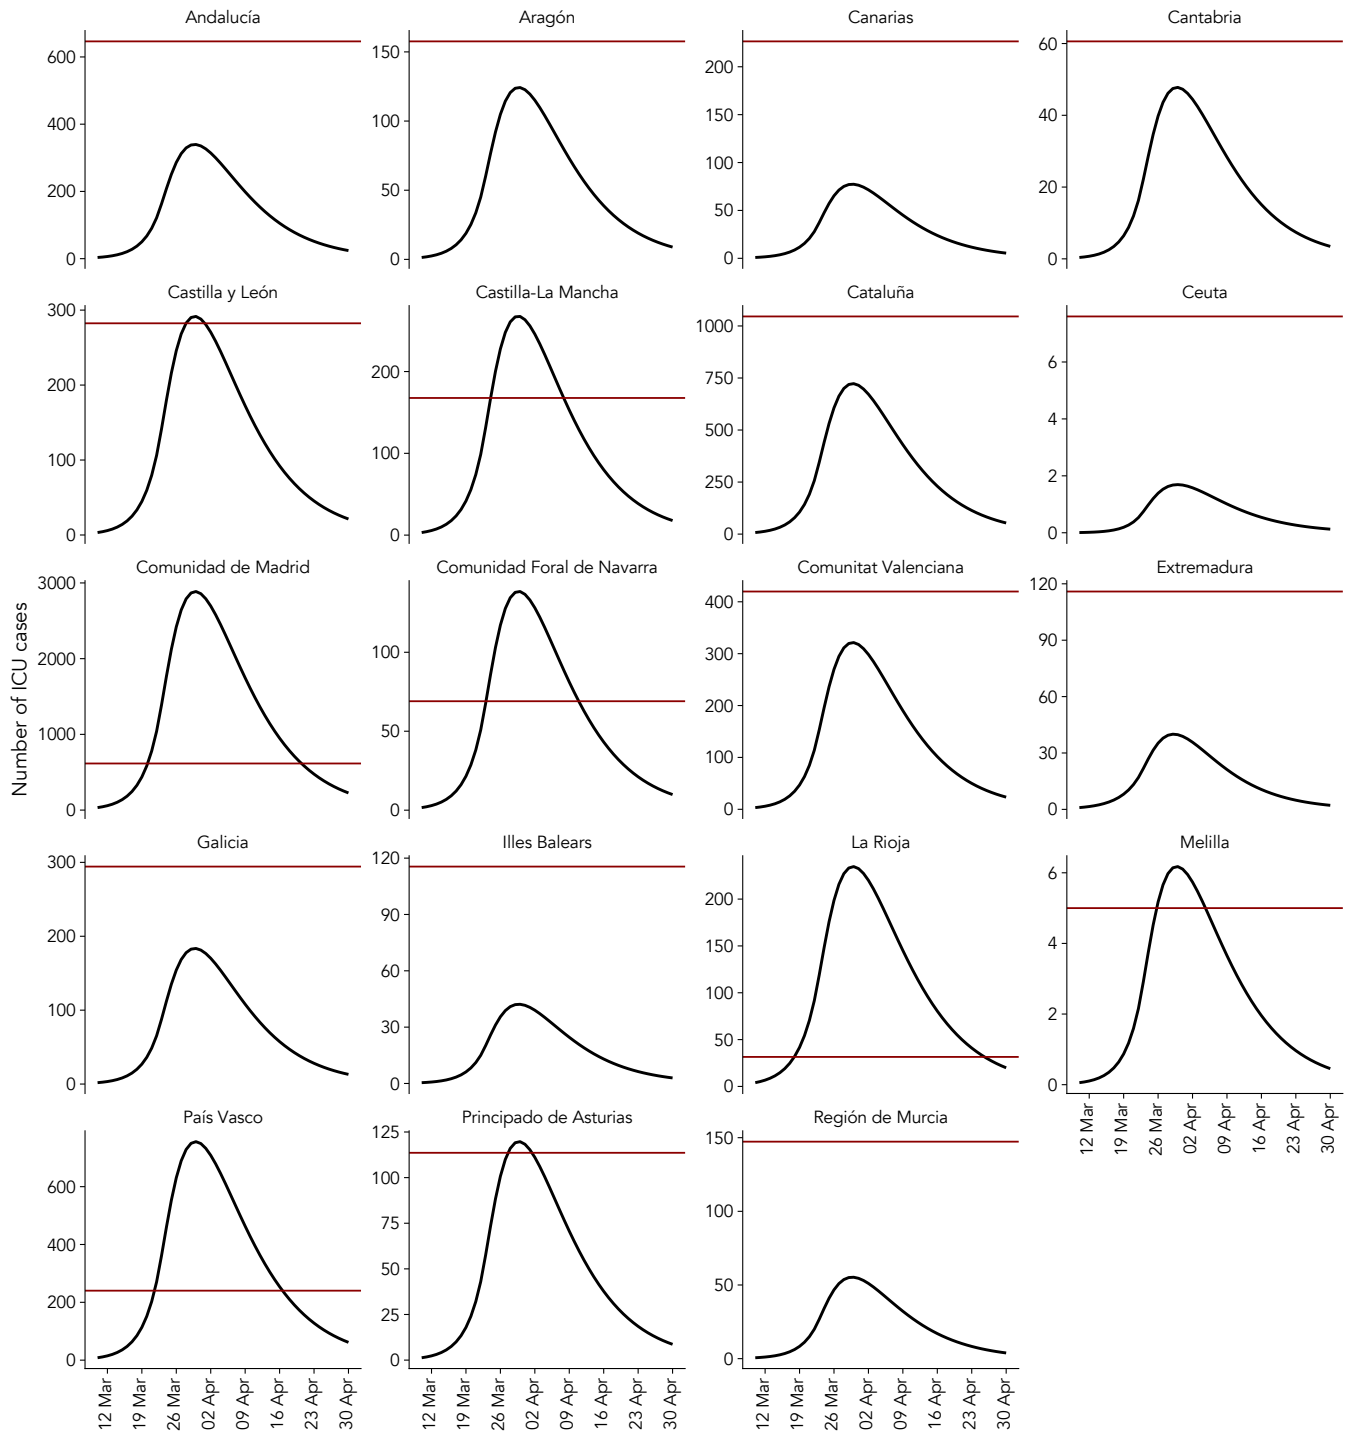 Andalucía
Aragón
Canarias
Cantabria
600
400
200
0
150
100
50
0
200
150
100
50
0
60
40
20
0
Castilla y León
Castilla-La Mancha
Cataluña
Ceuta
300
200
100
0
200
100
0
1000
750
500
250
0
6
4
2
0
Number of ICU cases
Comunidad de Madrid
Comunidad Foral de Navarra
Comunitat Valenciana
Extremadura
3000
2000
1000
0
100
50
0
400
300
200
100
0
120
90
60
30
0
Galicia
Illes Balears
La Rioja
Melilla
300
200
100
0
120
90
60
30
0
200
150
100
50
0
6
4
2
0
12 Mar
19 Mar
26 Mar
02 Apr
09 Apr
16 Apr
23 Apr
30 Apr
País Vasco
Principado de Asturias
Región de Murcia
600
400
200
0
125
100
75
50
25
0
150
100
50
0
12 Mar
19 Mar
26 Mar
02 Apr
09 Apr
16 Apr
23 Apr
30 Apr
12 Mar
19 Mar
26 Mar
02 Apr
09 Apr
16 Apr
23 Apr
30 Apr
12 Mar
19 Mar
26 Mar
02 Apr
09 Apr
16 Apr
23 Apr
30 Apr